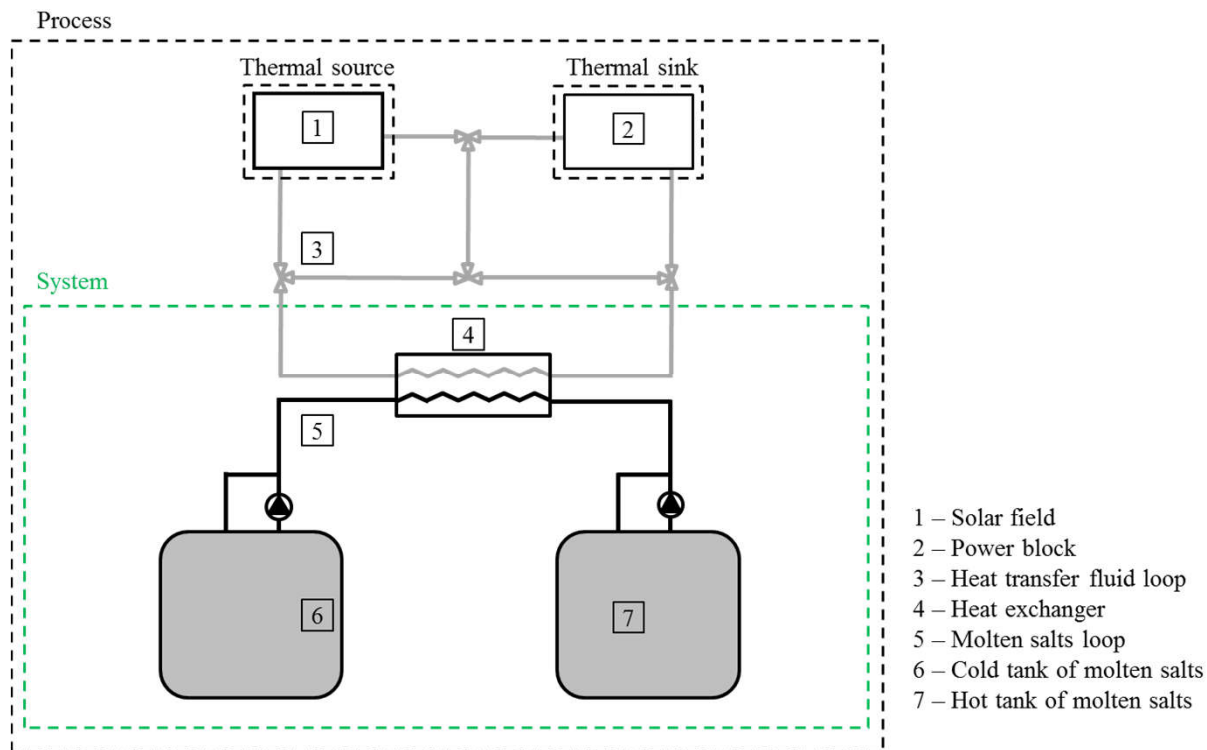 Process
Thermal source
Thermal sink
1
2
3
System
4
5
6
7
1 – Solar field
2 – Power block
3 – Heat transfer fluid loop
4 – Heat exchanger
5 – Molten salts loop
6 – Cold tank of molten salts
7 – Hot tank of molten salts